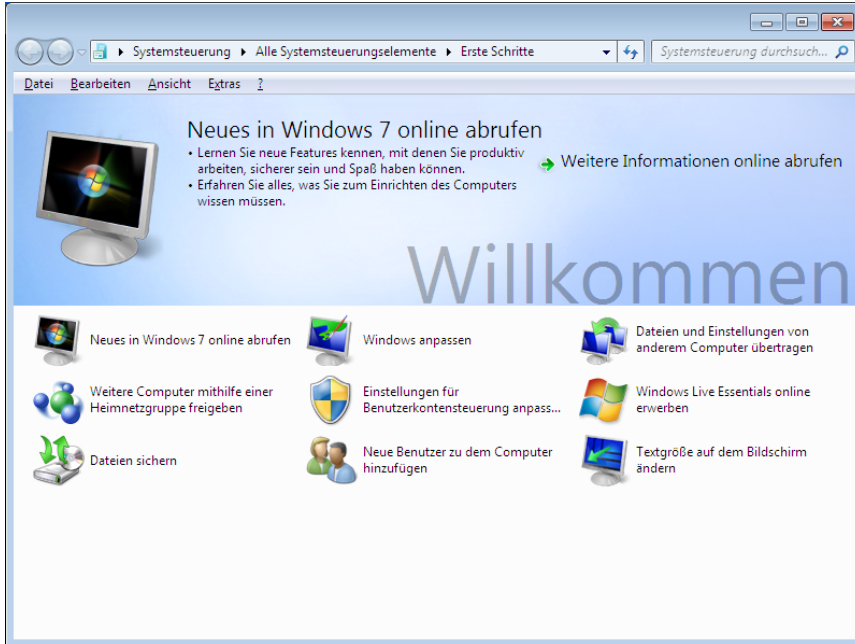 Systemsteuerung ▸ Alle Systemsteuerungselemente ▸ Erste Schritte
Systemsteuerung durchsuch...
Datei Bearbeiten Ansicht Extras ?
Neues in Windows 7 online abrufen
• Lernen Sie neue Features kennen, mit denen Sie produktiv
arbeiten, sicherer sein und Spaß haben können.
• Erfahren Sie alles, was Sie zum Einrichten des Computers
wissen müssen.
Weitere Informationen online abrufen
Willkommen
Neues in Windows 7 online abrufen
Windows anpassen
Dateien und Einstellungen von
anderem Computer übertragen
Weitere Computer mithilfe einer
Heimnetzgruppe freigeben
Einstellungen für
Benutzerkontensteuerung anpass...
Windows Live Essentials online
erwerben
Dateien sichern
Neue Benutzer zu dem Computer
hinzufügen
Textgröße auf dem Bildschirm
ändern